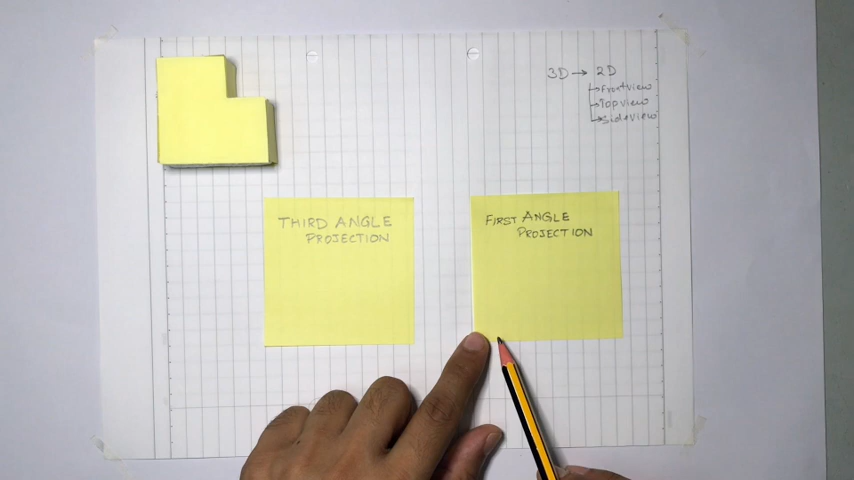 3D → 2D
Frontview
Topview
Sideview
THIRD ANGLE
PROJECTION
FIRST ANGLE
PROJECTION